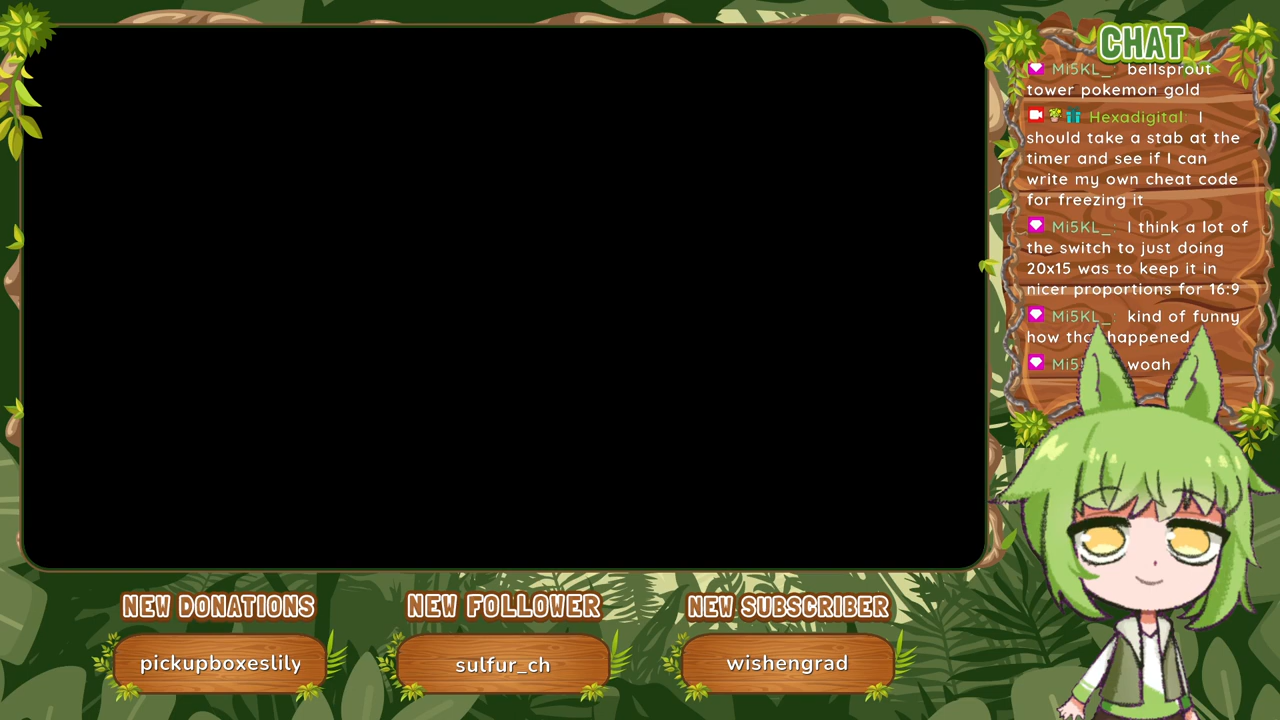 CHAT
Mi5KL_: bellsprout
tower pokemon gold
Hexadigital: I
should take a stab at the
timer and see if I can
write my own cheat code
for freezing it
Mi5KL_: I think a lot of
the switch to just doing
20x15 was to keep it in
nicer proportions for 16:9
Mi5KL_: kind of funny
how happened
woah
NEW DONATIONS
NEW FOLLOWER
NEW SUBSCRIBER
pickupboxeslily
sulfur_ch
wishengrad